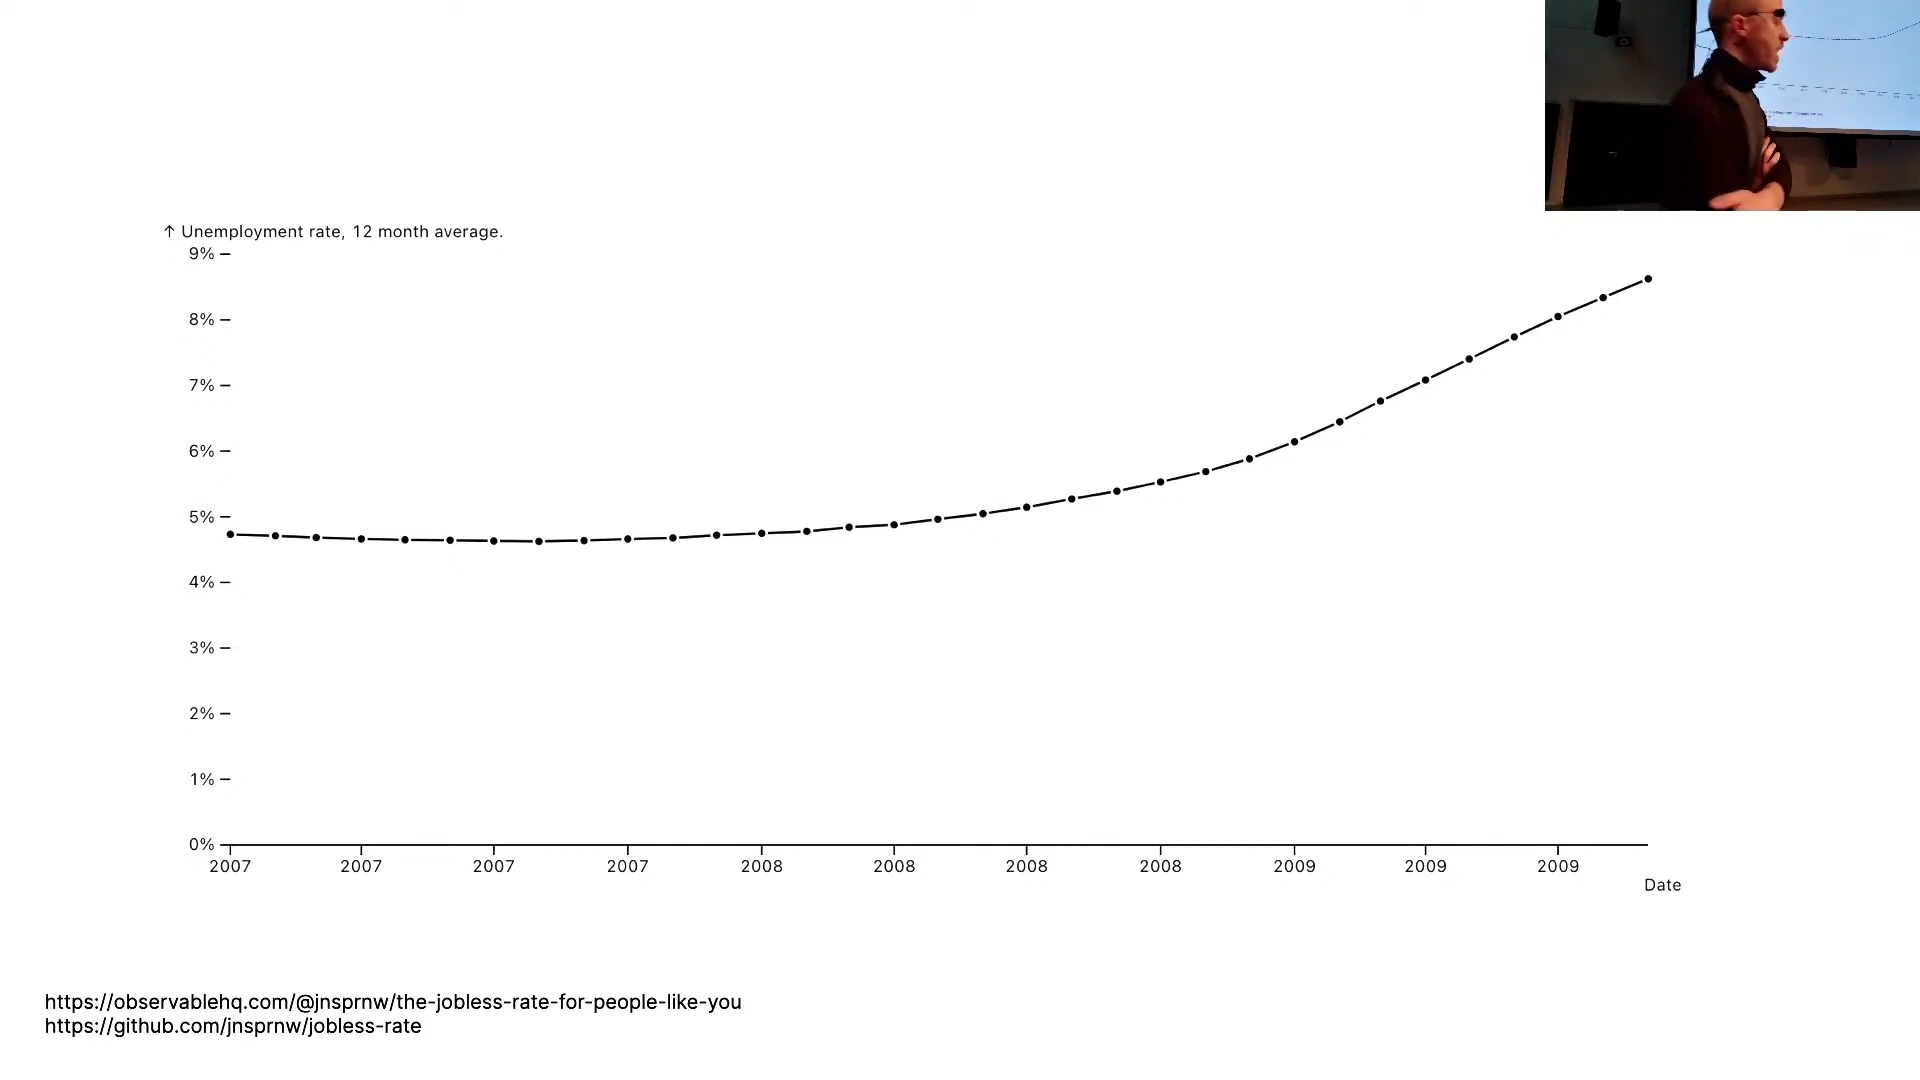 ↑ Unemployment rate, 12 month average.
9%
8%
7%
6%
5%
4%
3%
2%
1%
0%
2007 2007 2007 2007 2008 2008 2008 2008 2009 2009 2009
Date
https://observablehq.com/@jnsprnw/the-jobless-rate-for-people-like-you
https://github.com/jnsprnw/jobless-rate